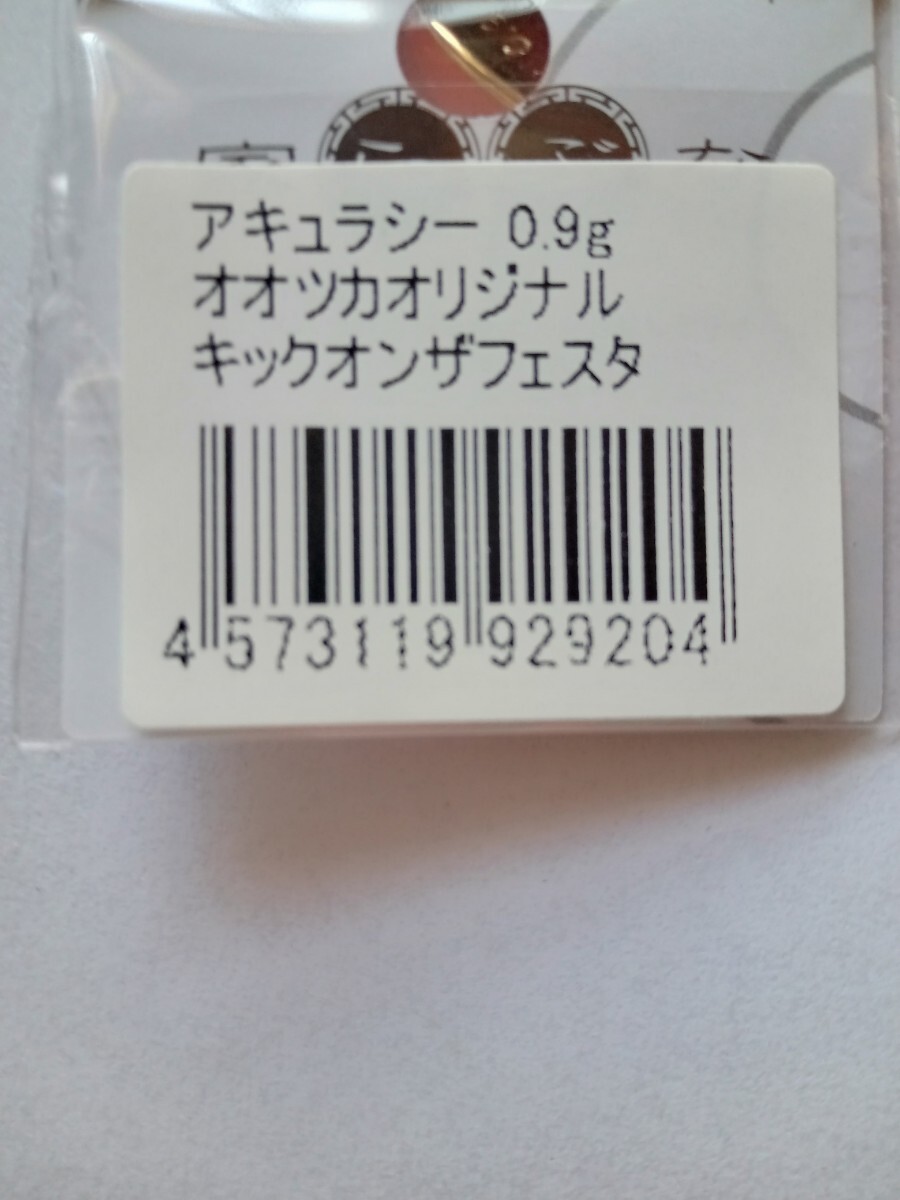 アキュラシー 0.9g
オオツカオリジナル
キックオンザフェスタ
4 573119 929204